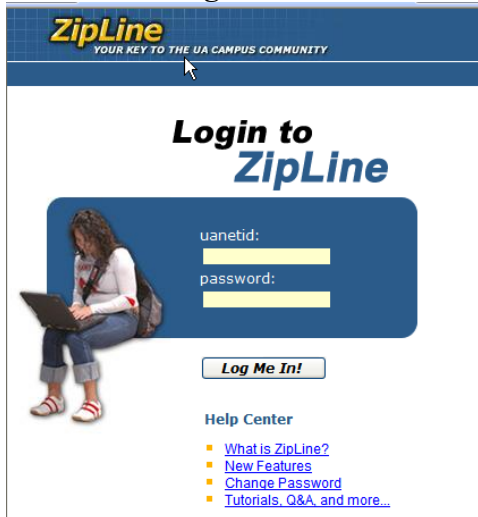 ZipLine
YOUR KEY TO THE UA CAMPUS COMMUNITY
Login to
ZipLine
uanetid:
password:
Log Me In!
Help Center
What is ZipLine?
New Features
Change Password
Tutorials, Q&A, and more...